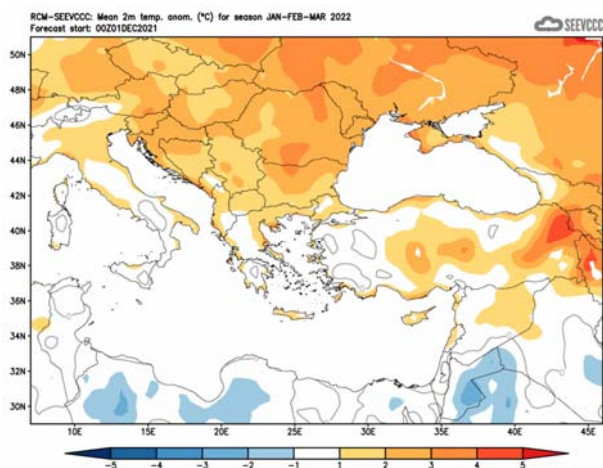 RCM-SEEVCCC: Mean 2m temp. anom. (°C) for season JAN-FEB-MAR 2022
Forecast start: 00Z01DEC2021
SEEVCCC
50N
48N
46N
44N
42N
40N
38N
36N
34N
32N
30N
10E 15E 20E 25E 30E 35E 40E 45E
-5 -4 -3 -2 -1 1 2 3 4 5